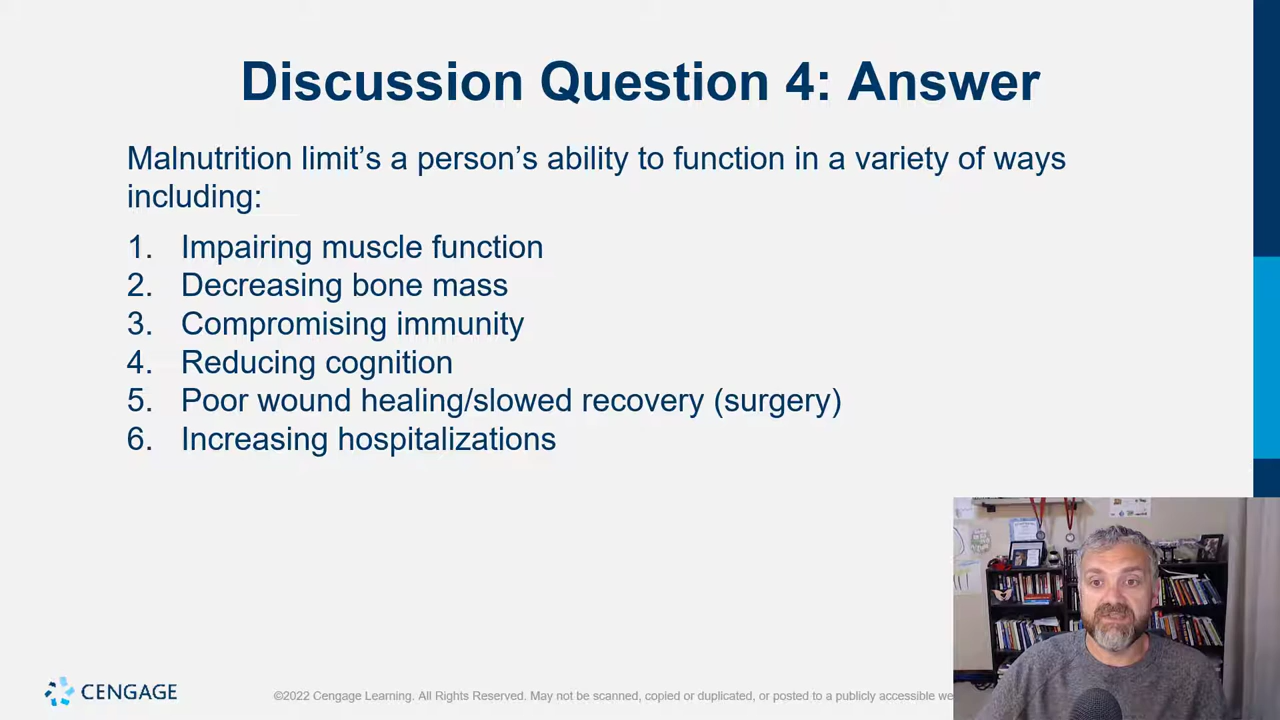 Discussion Question 4: Answer
Malnutrition limit's a person's ability to function in a variety of ways
including:
1. Impairing muscle function
2. Decreasing bone mass
3. Compromising immunity
4. Reducing cognition
5. Poor wound healing/slowed recovery (surgery)
6. Increasing hospitalizations
CENGAGE
©2022 Cengage Learning. All Rights Reserved. May not be scanned, copied or duplicated, or posted to a publicly accessible we